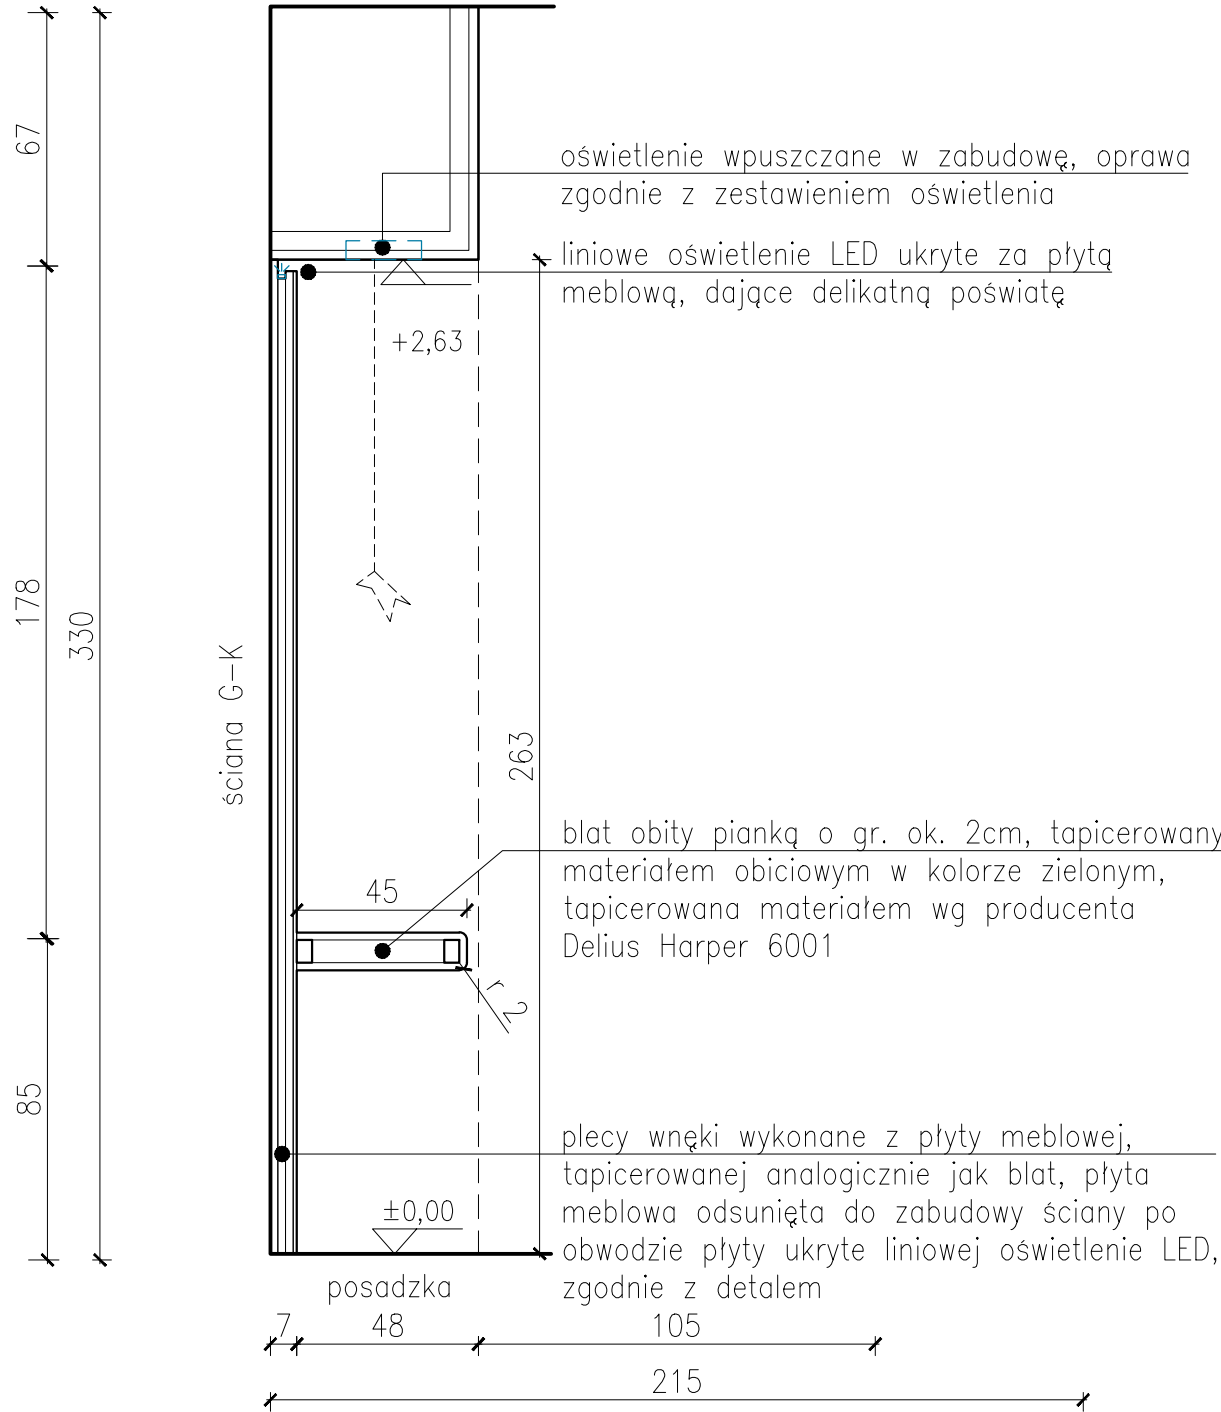 67
oświetlenie wpuszczane w zabudowę, oprawa
zgodnie z zestawieniem oświetlenia
liniowe oświetlenie LED ukryte za płytą
meblową, dające delikatną poświatę
+2,63
178
330
ściana G-K
263
blat obity pianką o gr. ok. 2cm, tapicerowany
materiałem obiciowym w kolorze zielonym,
tapicerowana materiałem wg producenta
Delius Harper 6001
45
r 2
85
plecy wnęki wykonane z płyty meblowej,
tapicerowanej analogicznie jak blat, płyta
meblowa odsunięta do zabudowy ściany po
obwodzie płyty ukryte liniowej oświetlenie LED,
zgodnie z detalem
±0,00
posadzka
7
48
105
215